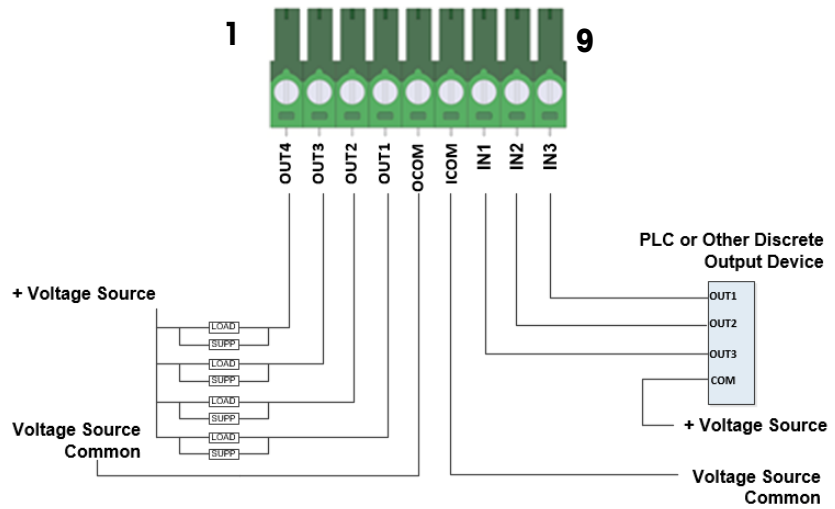 1
9
OUT4
OUT3
OUT2
OUT1
OCOM
ICOM
IN1
IN2
IN3
PLC or Other Discrete
Output Device
OUT1
OUT2
OUT3
COM
+ Voltage Source
+ Voltage Source
LOAD
SUPP
LOAD
SUPP
LOAD
SUPP
LOAD
SUPP
Voltage Source
Common
Voltage Source
Common